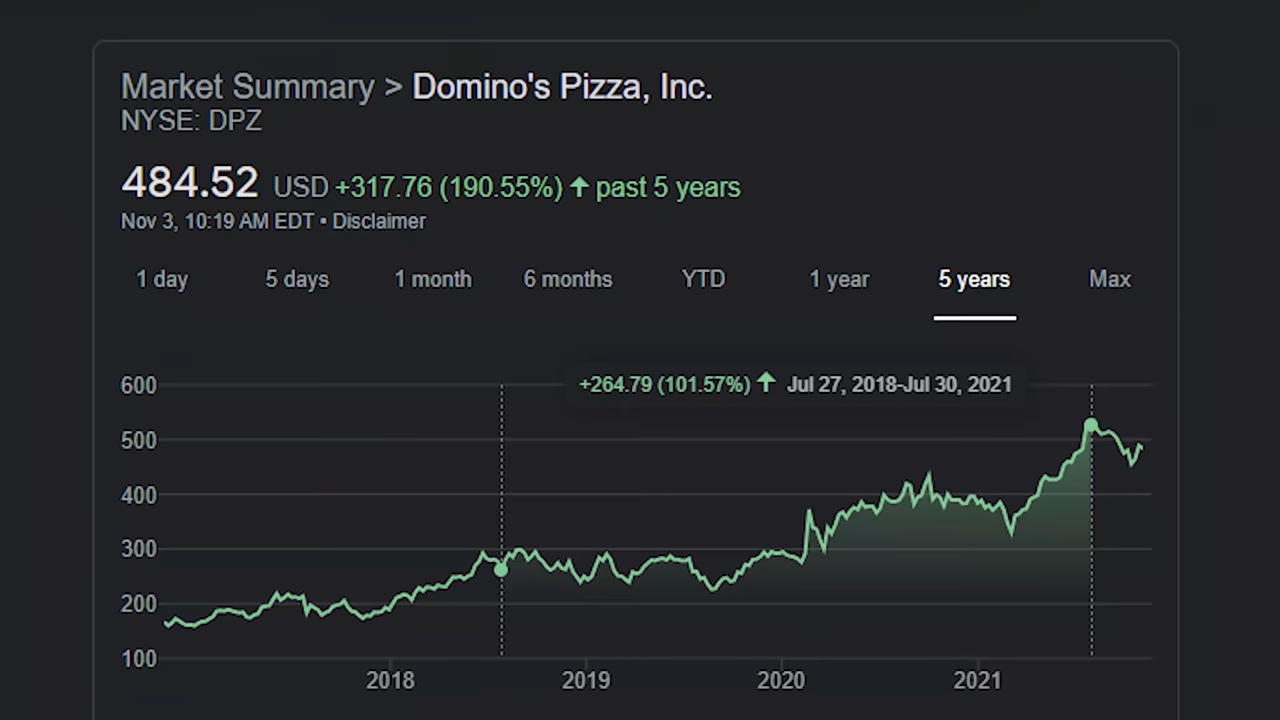 Market Summary > Domino's Pizza, Inc.
NYSE: DPZ
484.52 USD +317.76 (190.55%) ↑ past 5 years
Nov 3, 10:19 AM EDT • Disclaimer
1 day 5 days 1 month 6 months YTD 1 year 5 years Max
+264.79 (101.57%) ↑ Jul 27, 2018-Jul 30, 2021
600
500
400
300
200
100
2018 2019 2020 2021